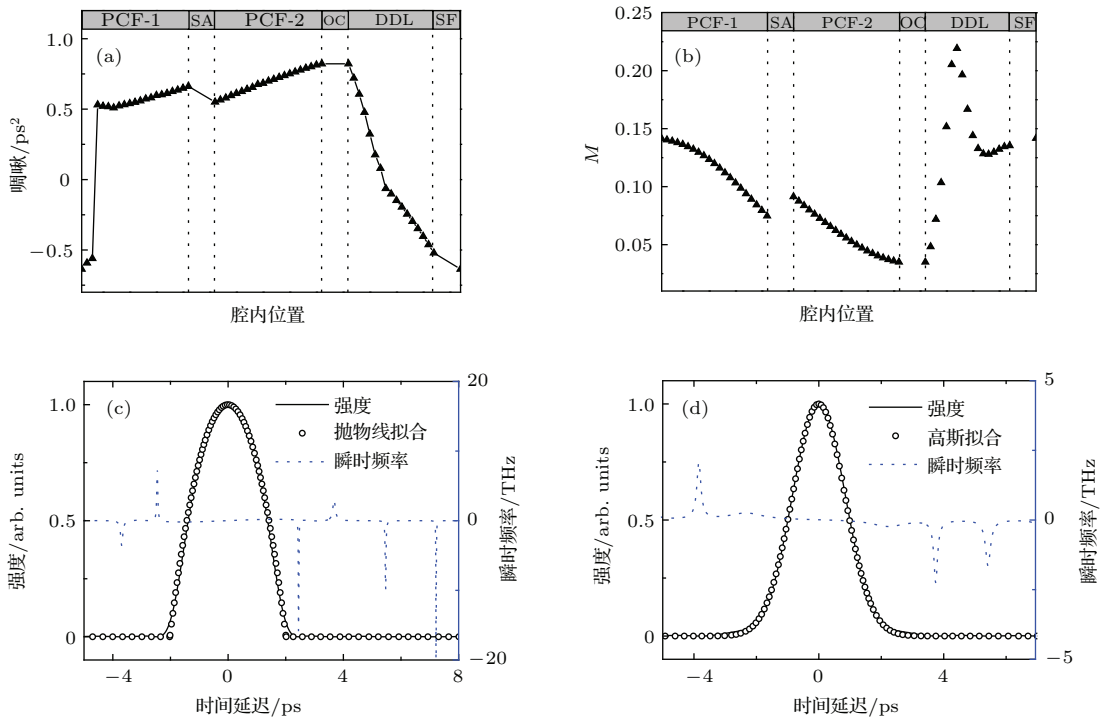 PCF-1 SA PCF-2 OC DDL SF
(a)
1.0
0.5
0
−0.5
啁啾/ps²
腔内位置
PCF-1 SA PCF-2 OC DDL SF
(b)
0.25
0.20
0.15
0.10
0.05
M
腔内位置
(c)
强度
抛物线拟合
瞬时频率
1.0
0.5
0
强度/arb. units
20
0
−20
瞬时频率/THz
−4 0 4 8
时间延迟/ps
(d)
强度
高斯拟合
瞬时频率
1.0
0.5
0
强度/arb. units
5
0
−5
瞬时频率/THz
−4 0 4
时间延迟/ps